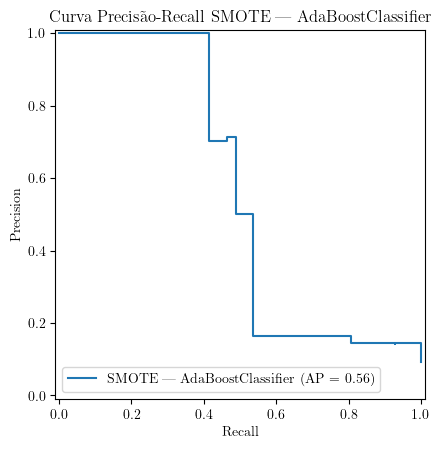 Curva Precisão-Recall SMOTE — AdaBoostClassifier
1.0
0.8
0.6
0.4
0.2
0.0
Precision
SMOTE — AdaBoostClassifier (AP = 0.56)
0.0 0.2 0.4 0.6 0.8 1.0
Recall